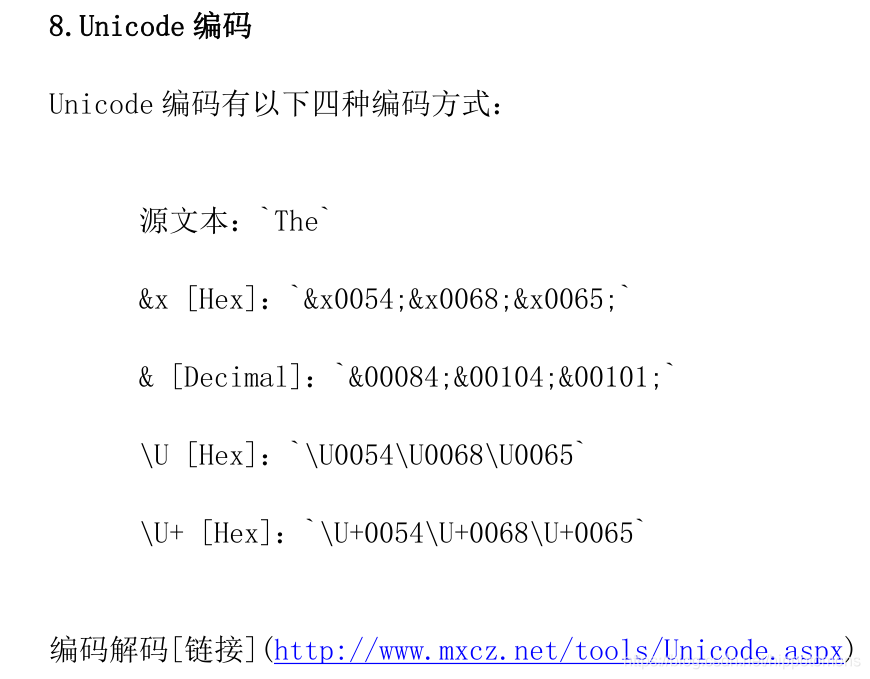 8.Unicode 编码
Unicode 编码有以下四种编码方式：
源文本：`The`
&x [Hex]：`&x0054;&x0068;&x0065;`
& [Decimal]：`&00084;&00104;&00101;`
\U [Hex]：`\U0054\U0068\U0065`
\U+ [Hex]：`\U+0054\U+0068\U+0065`
编码解码[链接](http://www.mxcz.net/tools/Unicode.aspx)